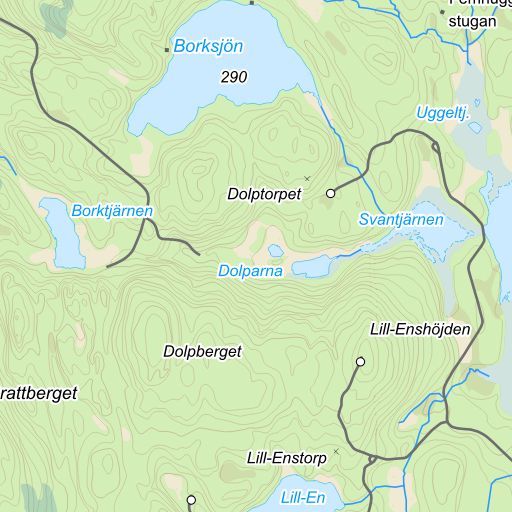 stugan
Borksjön
290
Uggeltj.
Dolptorpet
Borktjärnen
Svantjärnen
Dolparna
Lill-Enshöjden
Dolpberget
rattberget
Lill-Enstorp
Lill-En